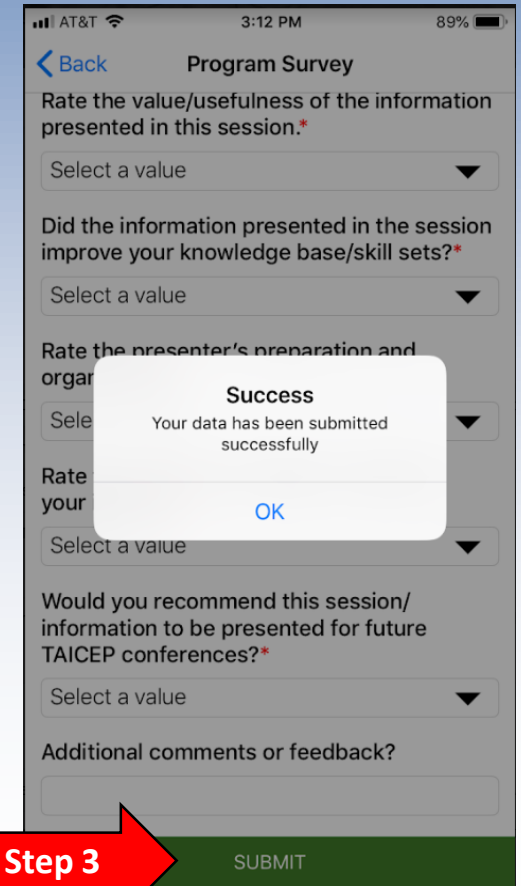 AT&T 3:12 PM 89%
Back Program Survey
Rate the value/usefulness of the information
presented in this session.*
Select a value
Did the information presented in the session
improve your knowledge base/skill sets?*
Select a value
Rate the presenter's preparation and
Success
Your data has been submitted
successfully
OK
Rate
your
Select a value
Would you recommend this session/
information to be presented for future
TAICEP conferences?*
Select a value
Additional comments or feedback?
Step 3 SUBMIT